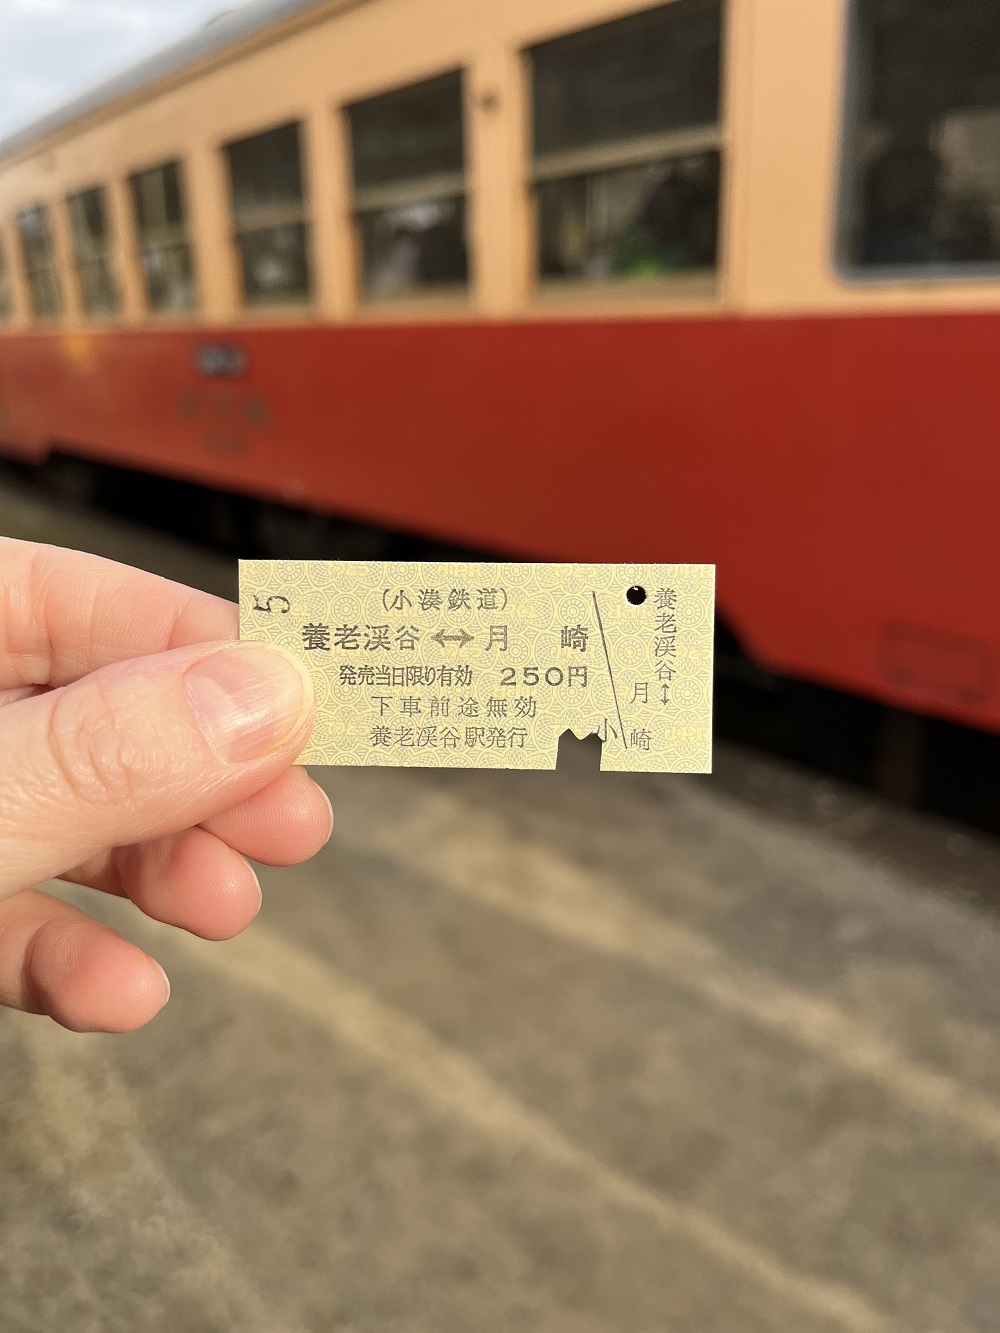 5
(小湊鉄道)
養老渓谷↔月 崎
発売当日限り有効 250円
下車前途無効
養老渓谷駅発行
小
養老渓谷↔
月 崎